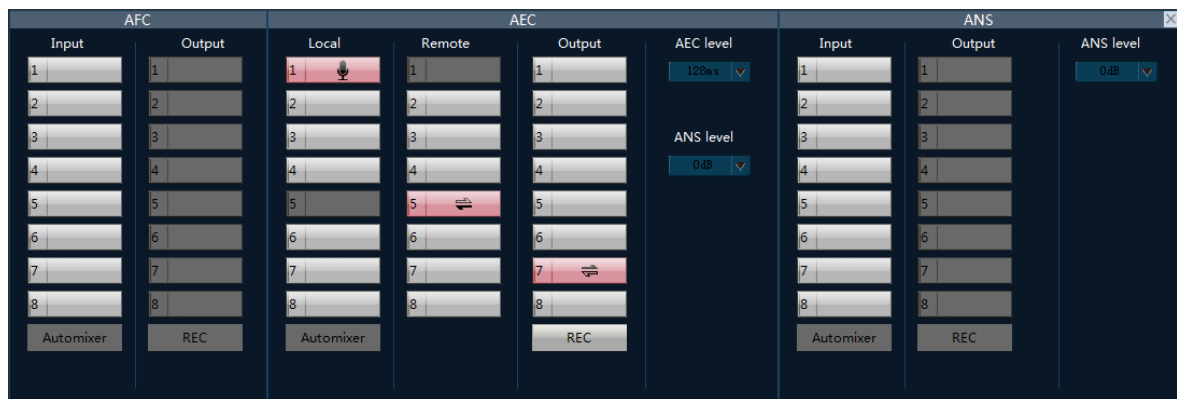 AFC AEC ANS
Input Output Local Remote Output AEC level Input Output ANS level
1 1 1 1 1 128ms 1 1 0dB
2 2 2 2 2 2 2
3 3 3 3 3 ANS level 3 3
4 4 4 4 4 0dB 4 4
5 5 5 5 5 5 5
6 6 6 6 6 6 6
7 7 7 7 7 7 7
8 8 8 8 8 8 8
Automixer REC Automixer REC Automixer REC